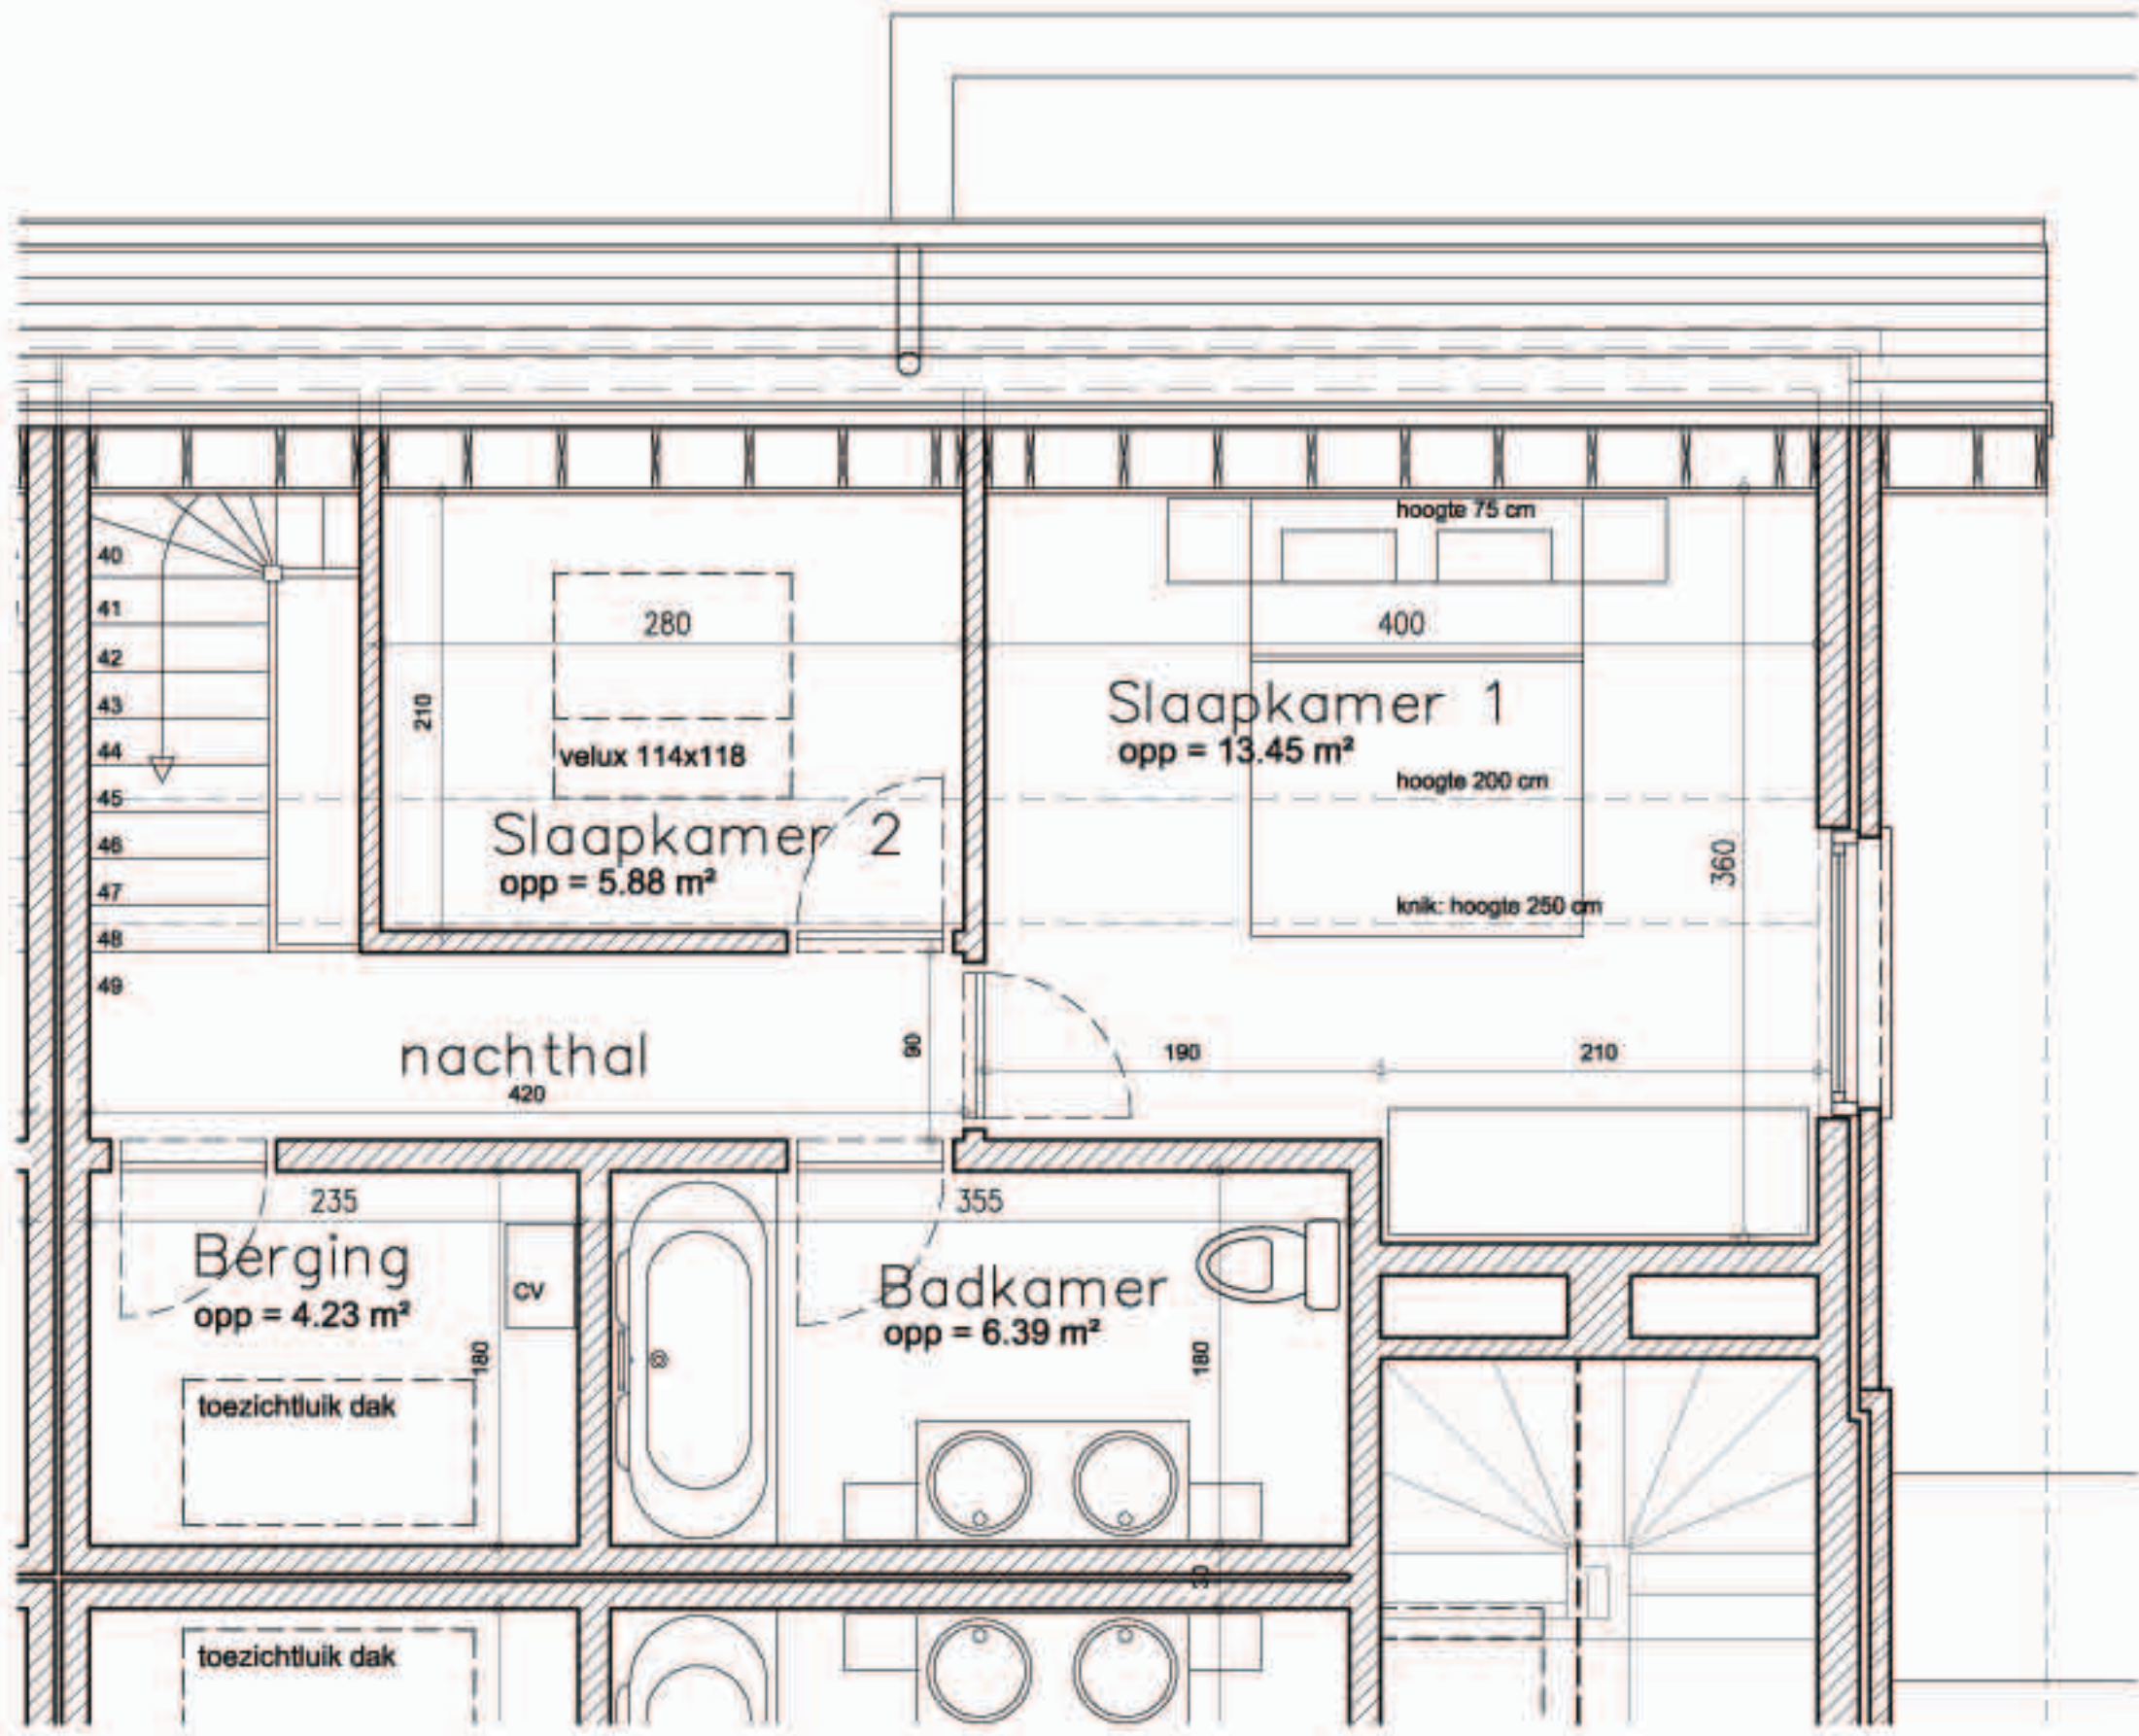 hoogte 75 cm
40
41
42
43
44
45
46
47
48
49
280
210
velux 114x118
Slaapkamer 2
opp = 5.88 m²
400
Slaapkamer 1
opp = 13.45 m²
hoogte 200 cm
360
knik: hoogte 250 cm
nachthal
420
90
190
210
235
Berging
opp = 4.23 m²
cv
180
toezichtluik dak
355
Badkamer
opp = 6.39 m²
180
30
toezichtluik dak